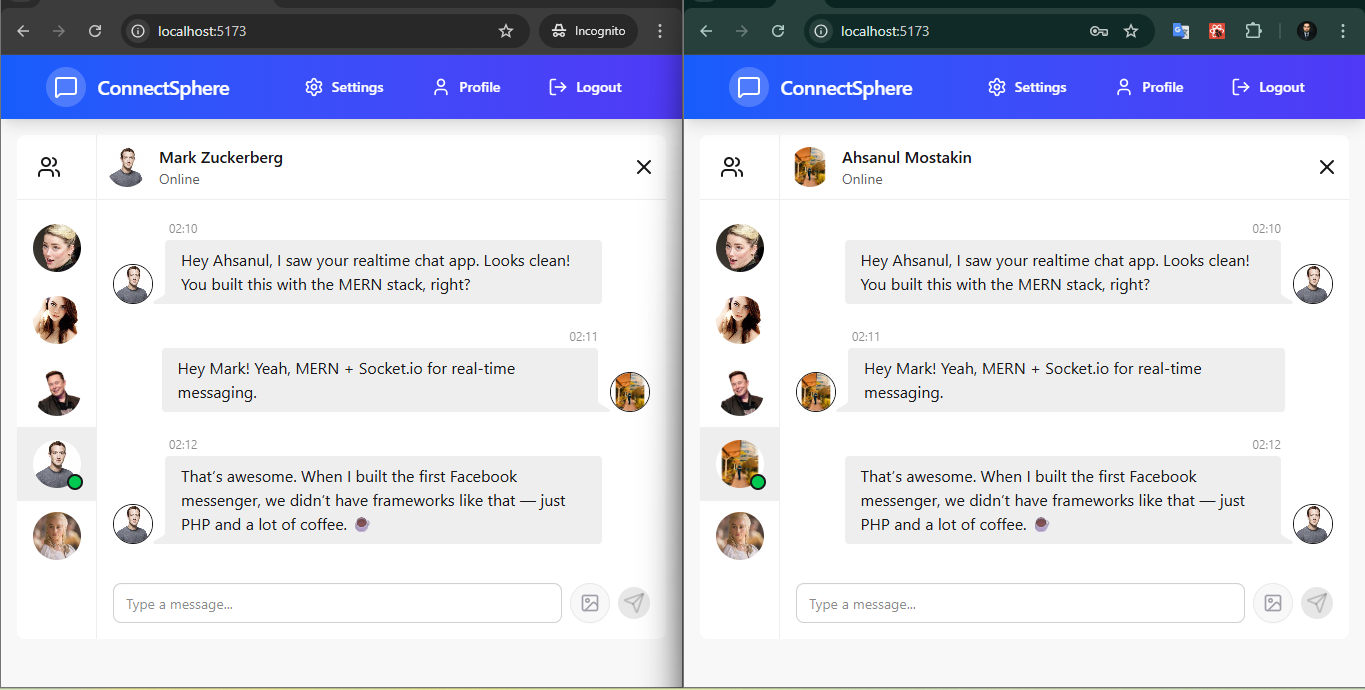 localhost:5173
Incognito
ConnectSphere
Settings
Profile
Logout
Mark Zuckerberg
Online
02:10
Hey Ahsanul, I saw your realtime chat app. Looks clean!
You built this with the MERN stack, right?
02:11
Hey Mark! Yeah, MERN + Socket.io for real-time
messaging.
02:12
That’s awesome. When I built the first Facebook
messenger, we didn’t have frameworks like that — just
PHP and a lot of coffee. ☕
Type a message...
localhost:5173
ConnectSphere
Settings
Profile
Logout
Ahsanul Mostakin
Online
02:10
Hey Ahsanul, I saw your realtime chat app. Looks clean!
You built this with the MERN stack, right?
02:11
Hey Mark! Yeah, MERN + Socket.io for real-time
messaging.
02:12
That’s awesome. When I built the first Facebook
messenger, we didn’t have frameworks like that — just
PHP and a lot of coffee. ☕
Type a message...